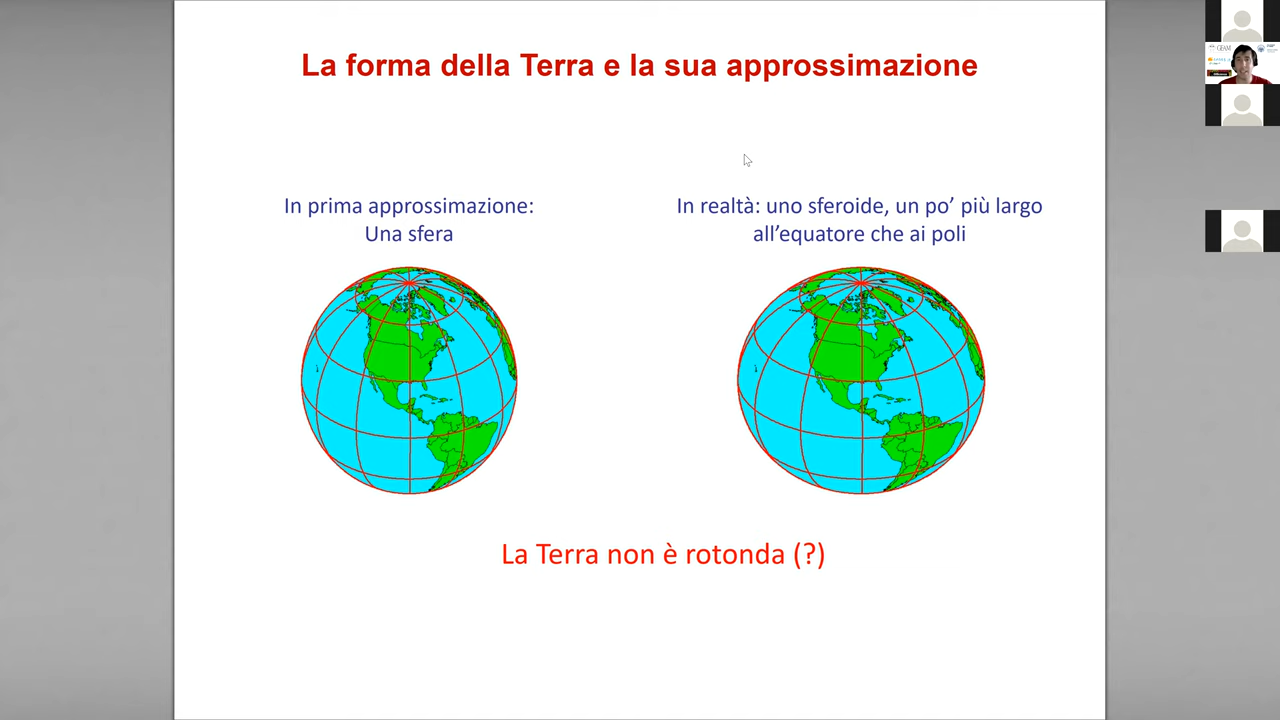 La forma della Terra e la sua approssimazione
In prima approssimazione:
Una sfera
In realtà: uno sferoide, un po’ più largo
all’equatore che ai poli
La Terra non è rotonda (?)
GEAM